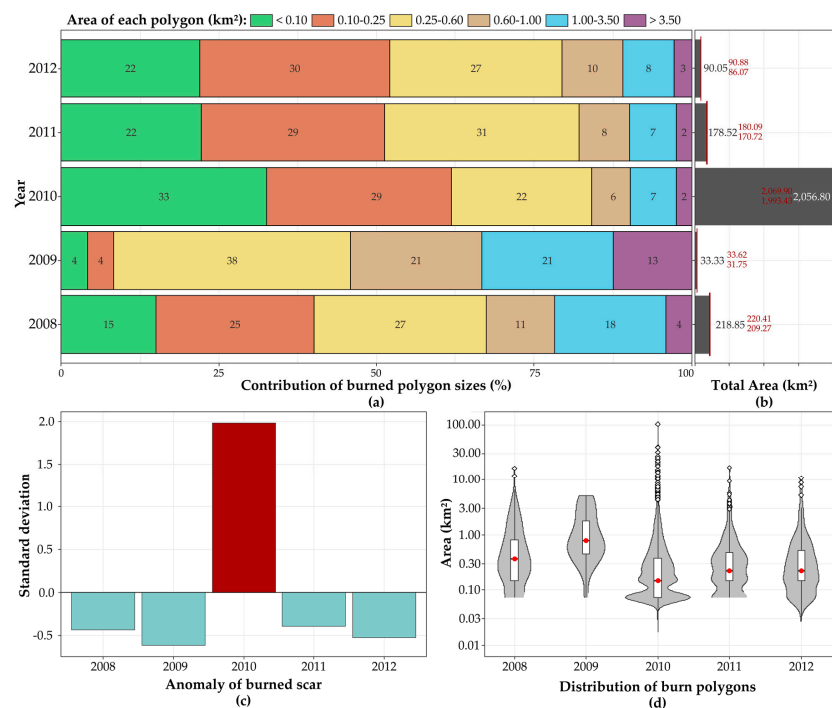 Area of each polygon (km²): < 0.10 0.10-0.25 0.25-0.60 0.60-1.00 1.00-3.50 > 3.50
Year
2012 22 30 27 10 8 3
2011 22 29 31 8 7 2
2010 33 29 22 6 7 2
2009 4 4 38 21 21 13
2008 15 25 27 11 18 4
0 25 50 75 100
Contribution of burned polygon sizes (%)
(a)
90.05 90.88
86.07
178.52 180.09
170.72
2,069.90
1,993.45 2,056.80
33.33 33.62
31.75
218.85 220.41
209.27
Total Area (km²)
(b)
Standard deviation
2.0
1.5
1.0
0.5
0.0
-0.5
2008 2009 2010 2011 2012
Anomaly of burned scar
(c)
Area (km²)
100.00
30.00
10.00
3.00
1.00
0.30
0.10
0.03
0.01
2008 2009 2010 2011 2012
Distribution of burn polygons
(d)